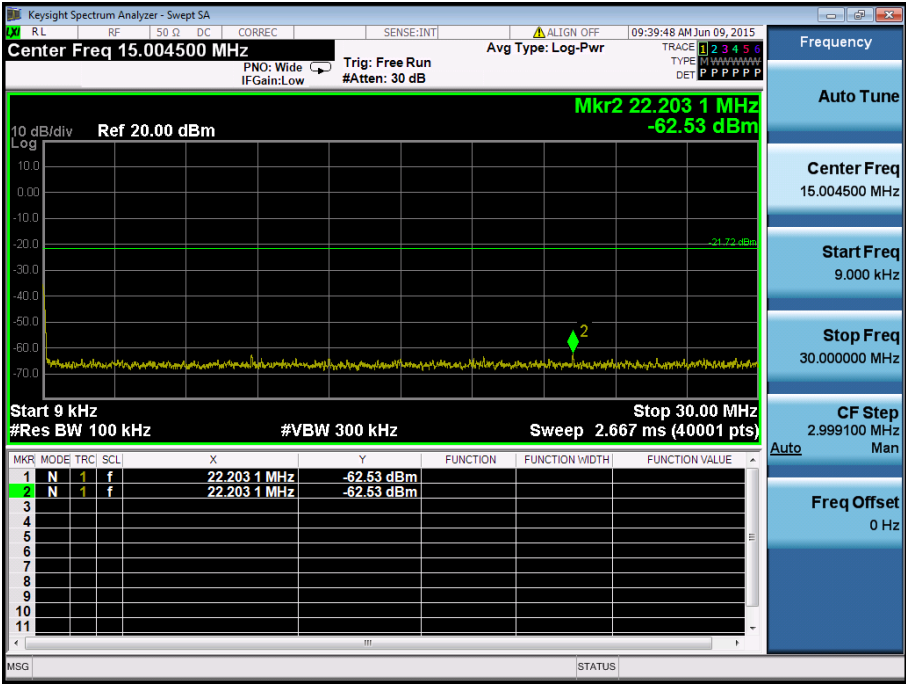 Keysight Spectrum Analyzer - Swept SA
LXI RL RF 50 Ω DC CORREC SENSE:INT ALIGN OFF 09:39:48 AM Jun 09, 2015
Center Freq 15.004500 MHz Avg Type: Log-Pwr TRACE 1 2 3 4 5 6
PNO: Wide Trig: Free Run TYPE M W W W W W
IFGain:Low #Atten: 30 dB DET P P P P P P
Mkr2 22.203 1 MHz
-62.53 dBm
10 dB/div Ref 20.00 dBm
Log
10.0
0.00
-10.0
-20.0
-21.72 dBm
-30.0
-40.0
-50.0
2
-60.0
-70.0
Start 9 kHz Stop 30.00 MHz
#Res BW 100 kHz #VBW 300 kHz Sweep 2.667 ms (40001 pts)
MKR MODE TRC SCL X Y FUNCTION FUNCTION WIDTH FUNCTION VALUE
1 N 1 f 22.203 1 MHz -62.53 dBm
2 N 1 f 22.203 1 MHz -62.53 dBm
3
4
5
6
7
8
9
10
11
MSG STATUS
Frequency
Auto Tune
Center Freq
15.004500 MHz
Start Freq
9.000 kHz
Stop Freq
30.000000 MHz
CF Step
2.999100 MHz
Auto Man
Freq Offset
0 Hz